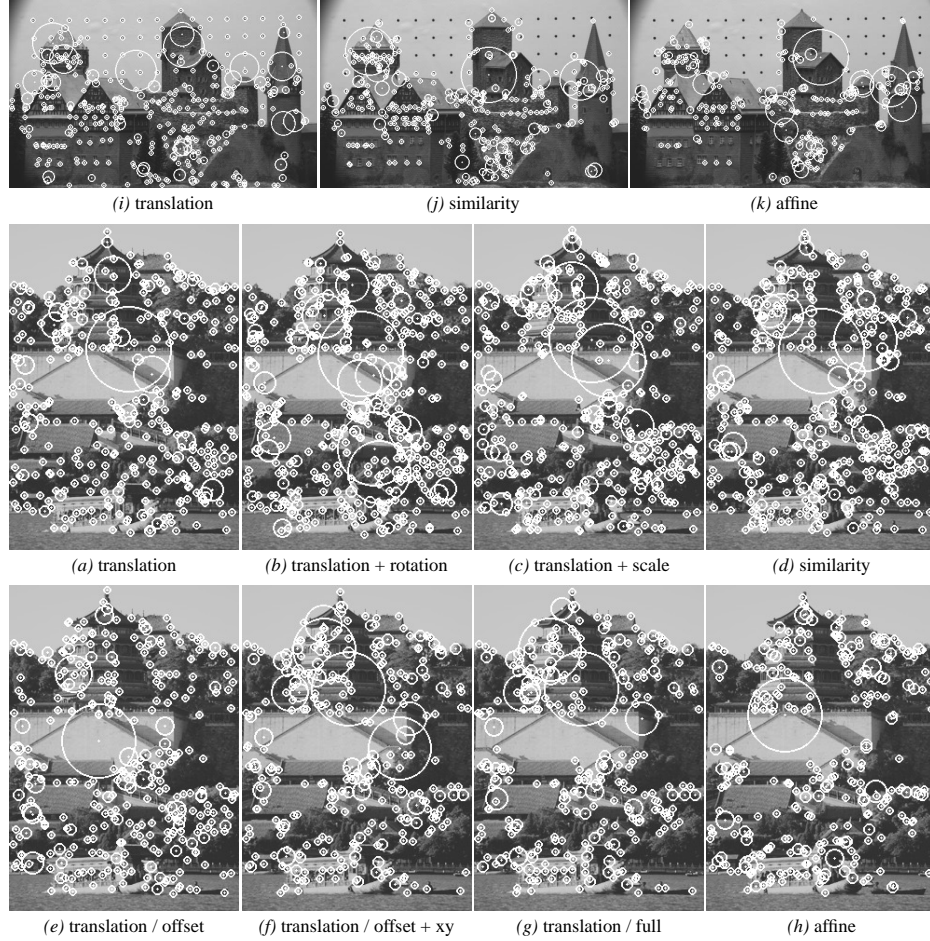 (i) translation
(j) similarity
(k) affine
(a) translation
(b) translation + rotation
(c) translation + scale
(d) similarity
(e) translation / offset
(f) translation / offset + xy
(g) translation / full
(h) affine